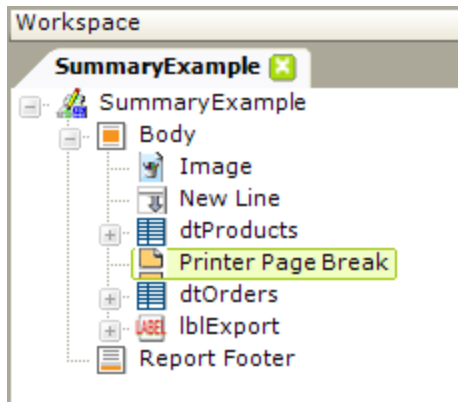 Workspace
SummaryExample
SummaryExample
Body
Image
New Line
dtProducts
Printer Page Break
dtOrders
LABEL lblExport
Report Footer